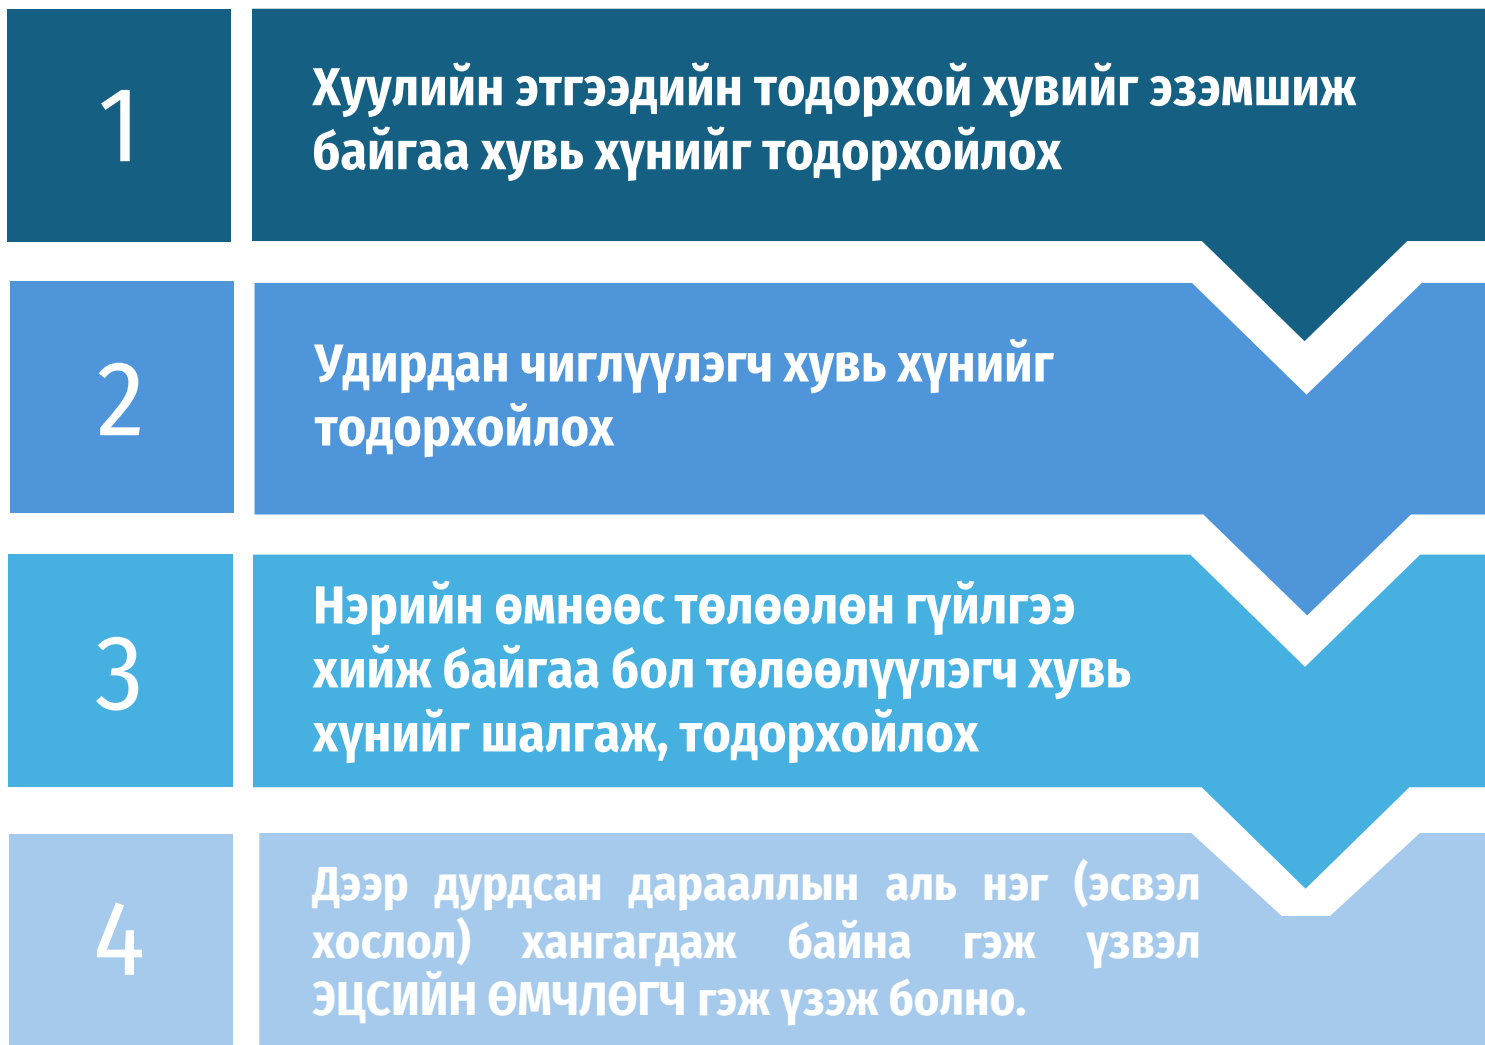 1
Хуулийн этгээдийн тодорхой хувийг эзэмшиж
байгаа хувь хүнийг тодорхойлох
2
Удирдан чиглүүлэгч хувь хүнийг
тодорхойлох
3
Нэрийн өмнөөс төлөөлөн гүйлгээ
хийж байгаа бол төлөөлүүлэгч хувь
хүнийг шалгаж, тодорхойлох
4
Дээр дурдсан дарааллын аль нэг (эсвэл
хослол) хангагдаж байна гэж үзвэл
ЭЦСИЙН ӨМЧЛӨГЧ гэж үзэж болно.